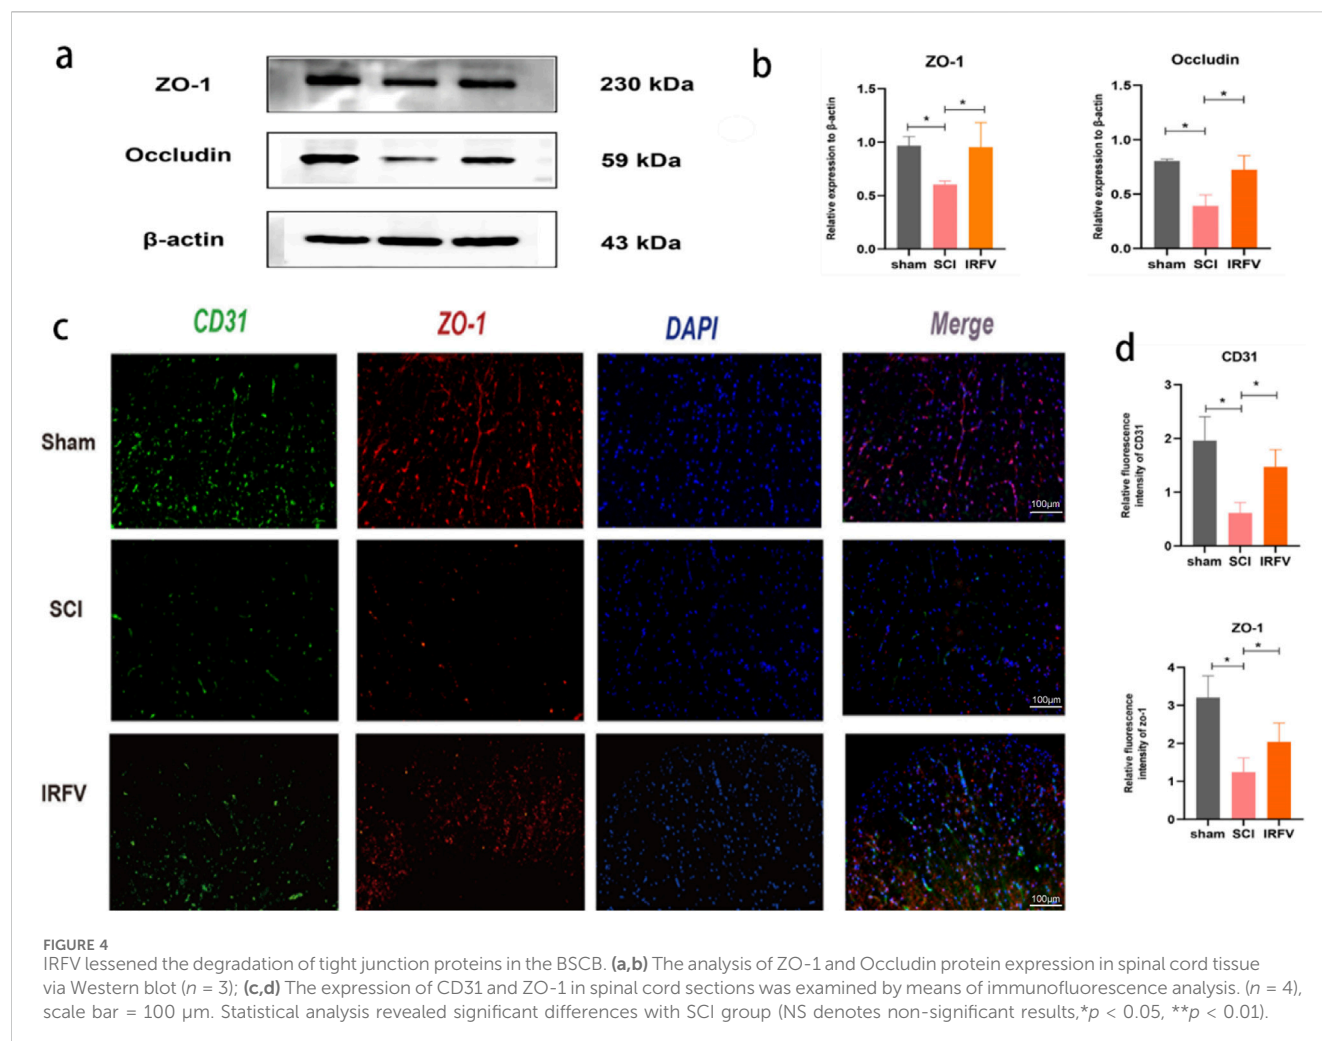 a
ZO-1
230 kDa
Occludin
59 kDa
β-actin
43 kDa
b
ZO-1
Relative expression to β-actin
1.5
1.0
0.5
0.0
*
*
sham SCI IRFV
Occludin
Relative expression to β-actin
1.5
1.0
0.5
0.0
*
*
sham SCI IRFV
c
CD31 ZO-1 DAPI Merge
Sham
100μm
SCI
100μm
IRFV
100μm
d
CD31
Relative fluorescence
intensity of CD31
3
2
1
0
*
*
sham SCI IRFV
ZO-1
Relative fluorescence
intensity of zo-1
4
3
2
1
0
*
*
sham SCI IRFV
FIGURE 4
IRFV lessened the degradation of tight junction proteins in the BSCB. (a,b) The analysis of ZO-1 and Occludin protein expression in spinal cord tissue
via Western blot (n = 3); (c,d) The expression of CD31 and ZO-1 in spinal cord sections was examined by means of immunofluorescence analysis. (n = 4),
scale bar = 100 μm. Statistical analysis revealed significant differences with SCI group (NS denotes non-significant results,*p < 0.05, **p < 0.01).